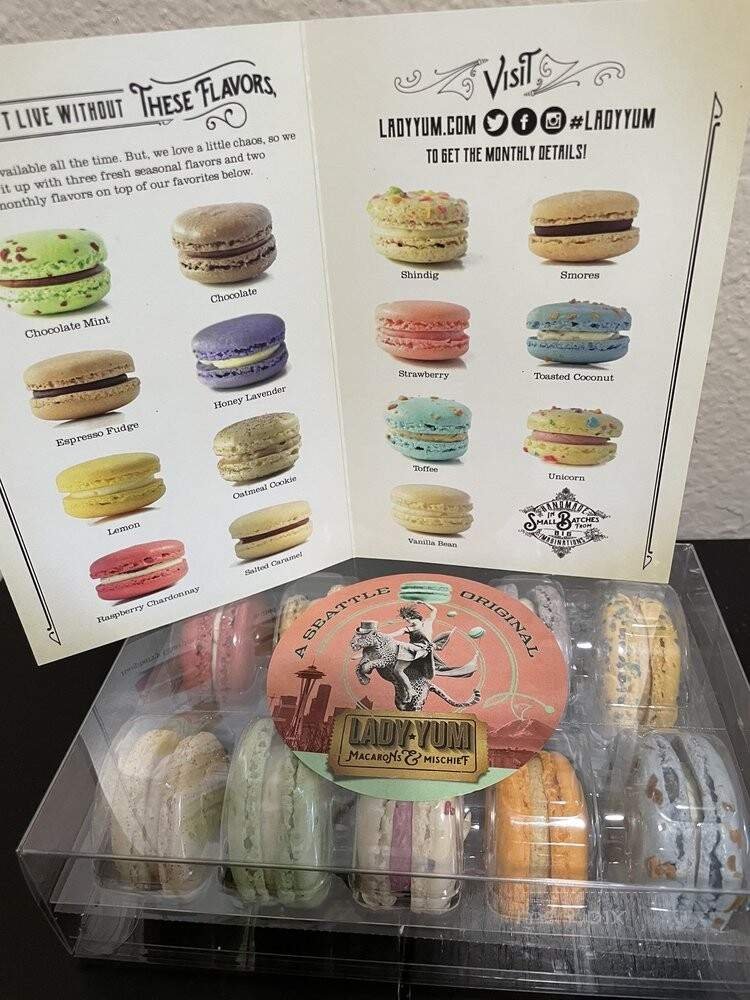 T LIVE WITHOUT THESE FLAVORS,
vailable all the time. But, we love a little chaos, so we
it up with three fresh seasonal flavors and two
nonthly flavors on top of our favorites below.
Chocolate Mint
Chocolate
Espresso Fudge
Honey Lavender
Lemon
Oatmeal Cookie
Raspberry Chardonnay
Salted Caramel
VISIT
LADYYUM.COM #LADYYUM
TO GET THE MONTHLY DETAILS!
Shindig
Smores
Strawberry
Toasted Coconut
Toffee
Unicorn
Vanilla Bean
HANDMADE
IN
SMALL BATCHES
FROM
BIG
IMAGINATIONS
A SEATTLE ORIGINAL
LADY YUM
MACARONS & MISCHIEF